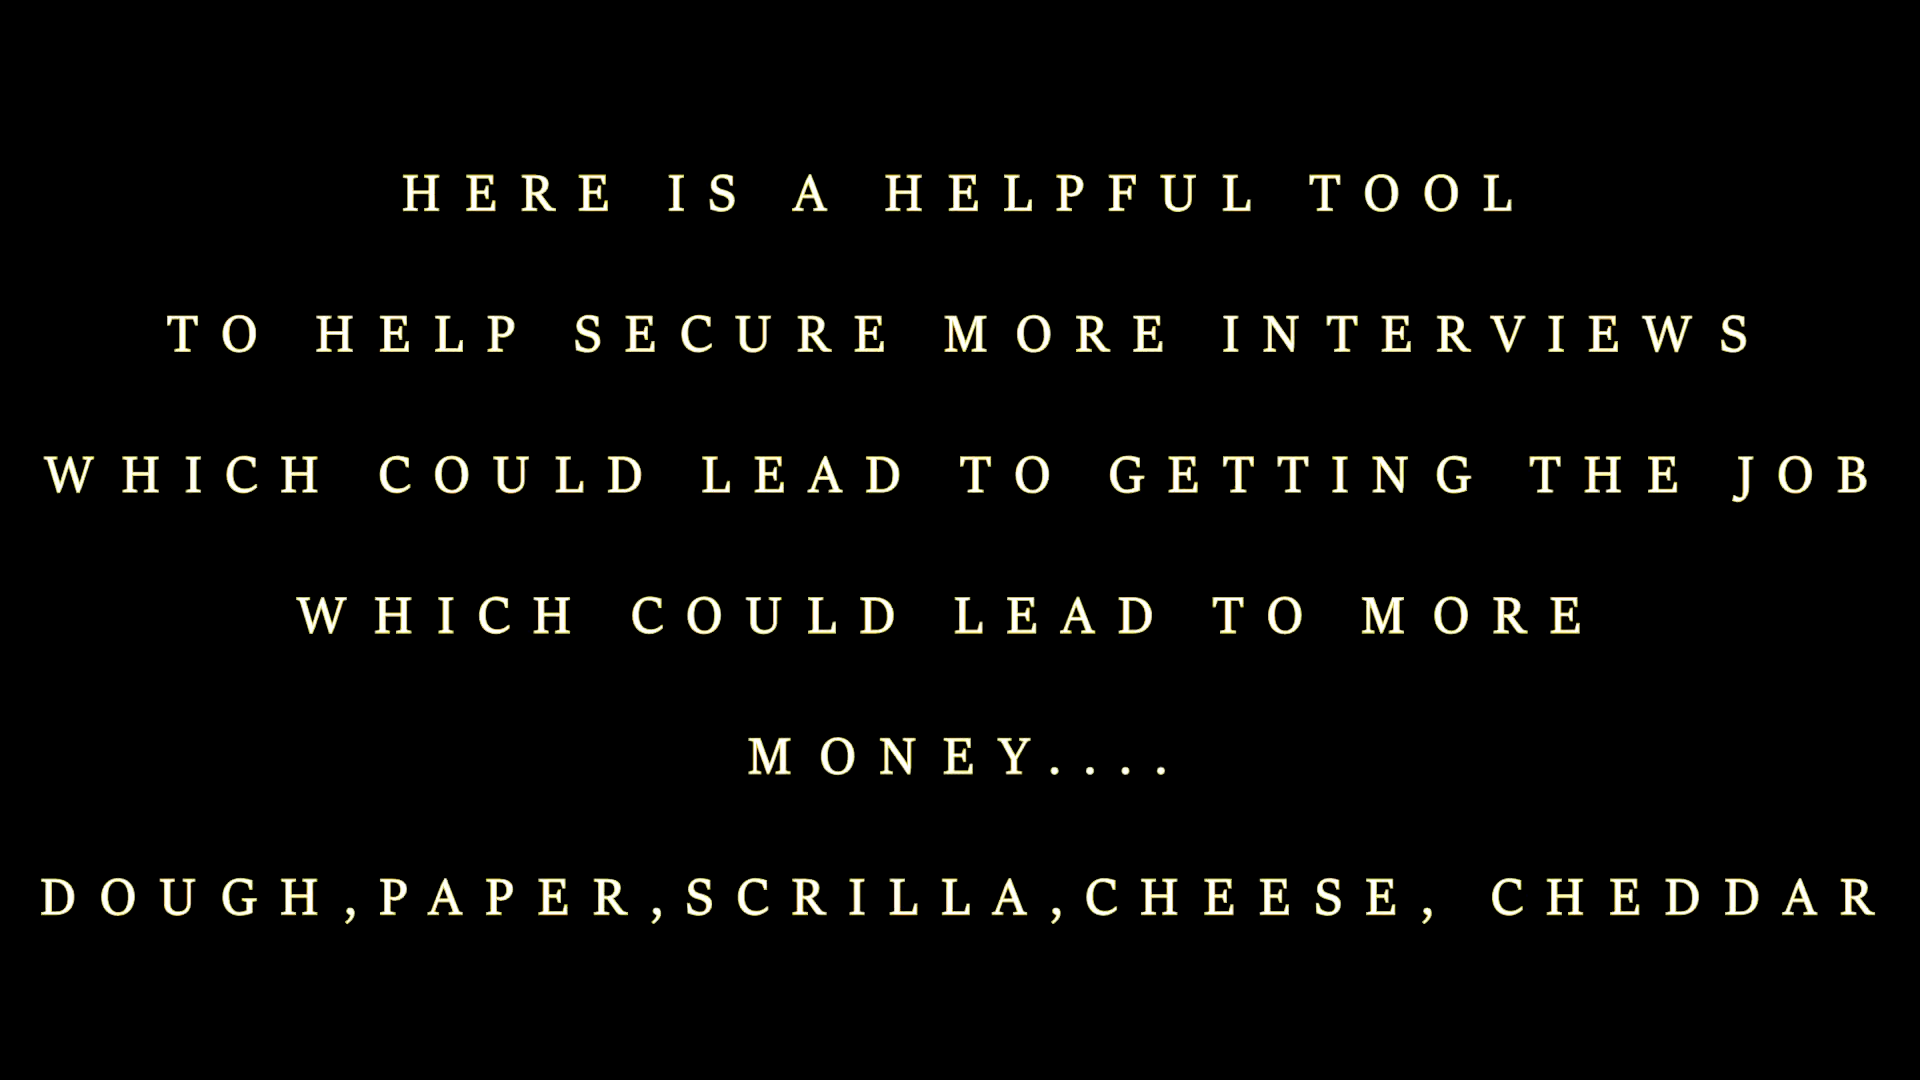 HERE IS A HELPFUL TOOL
TO HELP SECURE MORE INTERVIEWS
WHICH COULD LEAD TO GETTING THE JOB
WHICH COULD LEAD TO MORE
MONEY....
DOUGH,PAPER,SCRILLA,CHEESE, CHEDDAR